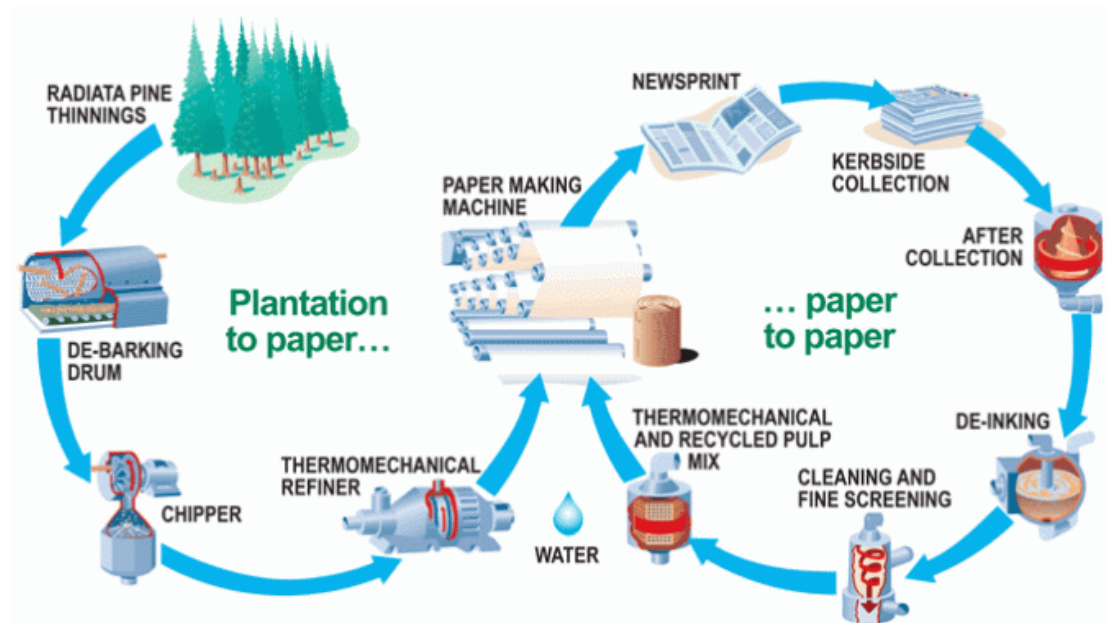 RADIATA PINE
THINNINGS
DE-BARKING
DRUM
CHIPPER
THERMOMECHANICAL
REFINER
Plantation
to paper...
PAPER MAKING
MACHINE
WATER
NEWSPRINT
KERBSIDE
COLLECTION
AFTER
COLLECTION
... paper
to paper
DE-INKING
CLEANING AND
FINE SCREENING
THERMOMECHANICAL
AND RECYCLED PULP
MIX